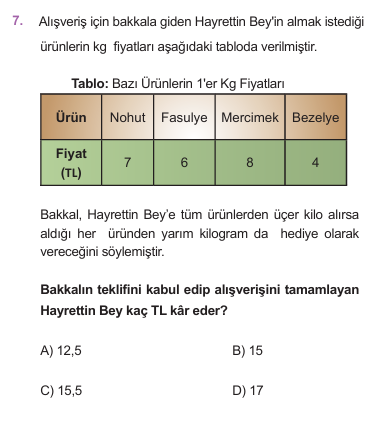 7. Alışveriş için bakkala giden Hayrettin Bey'in almak istediği
ürünlerin kg fiyatları aşağıdaki tabloda verilmiştir.
Tablo: Bazı Ürünlerin 1'er Kg Fiyatları
Ürün Nohut Fasulye Mercimek Bezelye
Fiyat
(TL) 7 6 8 4
Bakkal, Hayrettin Bey'e tüm ürünlerden üçer kilo alırsa
aldığı her üründen yarım kilogram da hediye olarak
vereceğini söylemiştir.
Bakkalın teklifini kabul edip alışverişini tamamlayan
Hayrettin Bey kaç TL kâr eder?
A) 12,5 B) 15
C) 15,5 D) 17